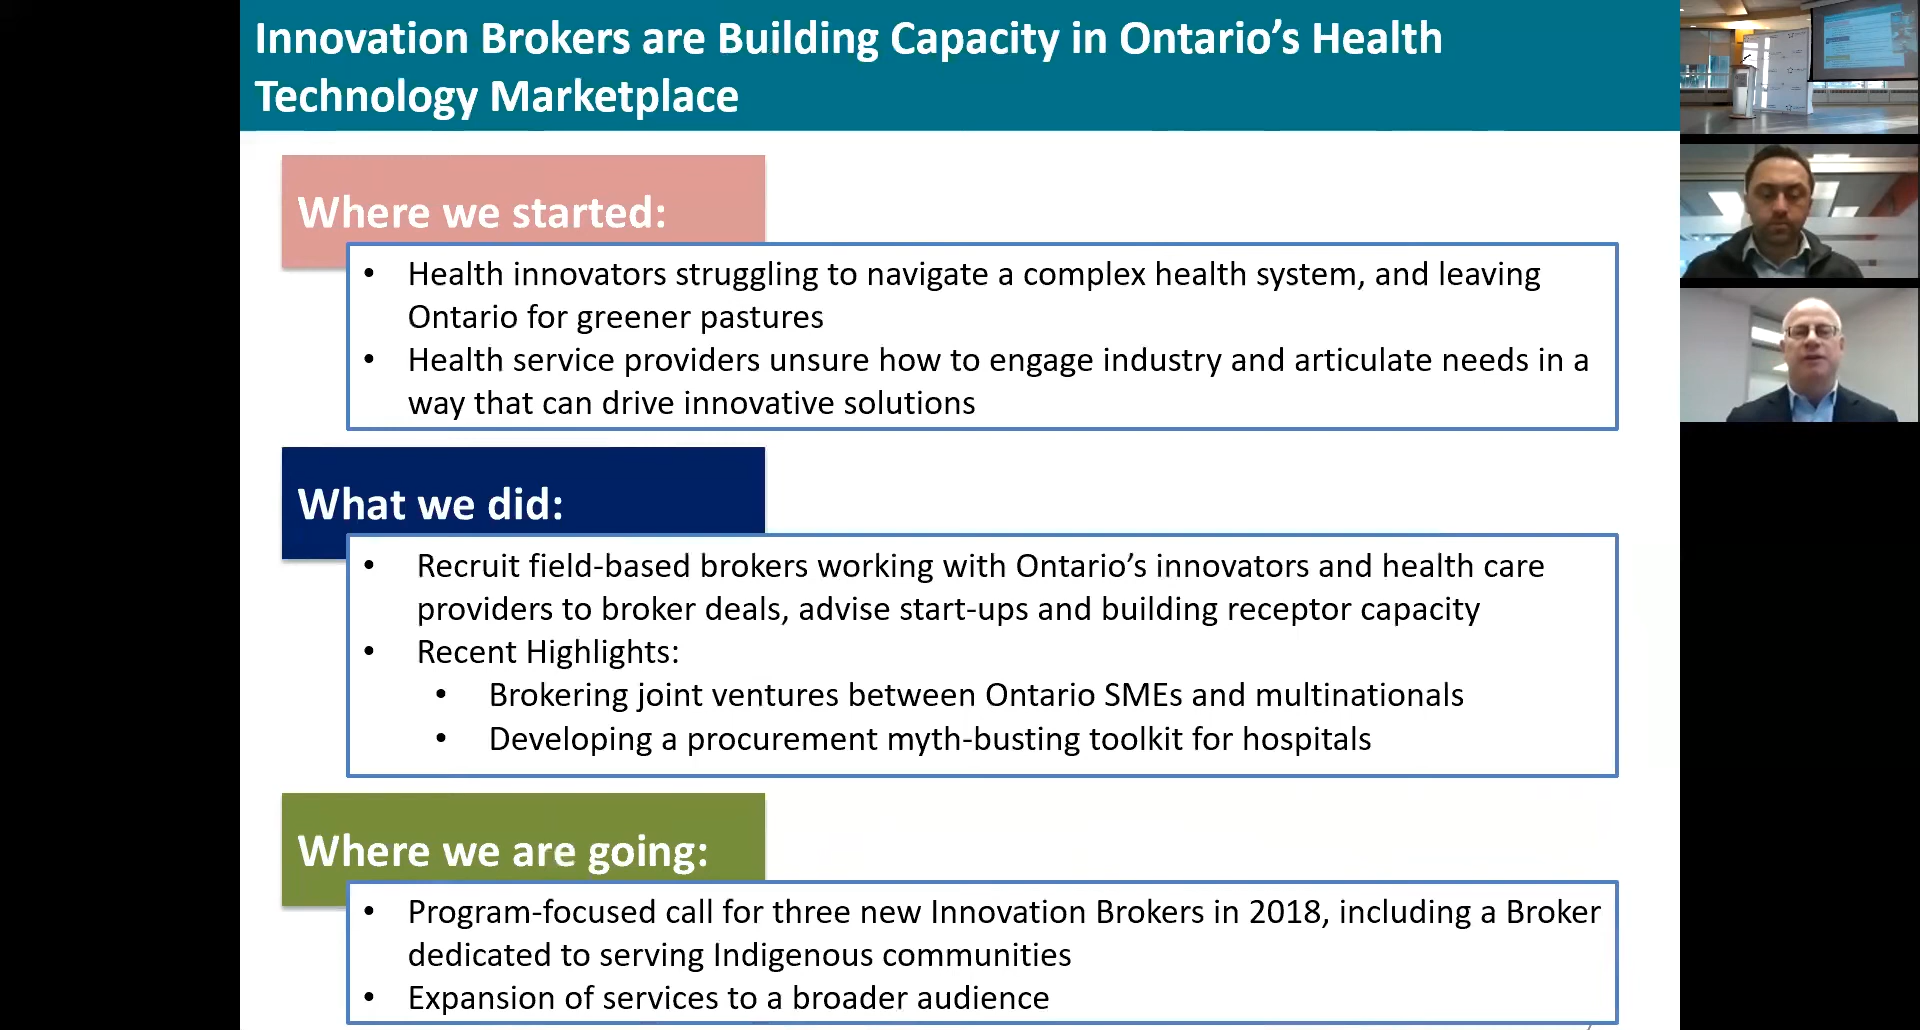 Innovation Brokers are Building Capacity in Ontario’s Health
Technology Marketplace
Where we started:
• Health innovators struggling to navigate a complex health system, and leaving
Ontario for greener pastures
• Health service providers unsure how to engage industry and articulate needs in a
way that can drive innovative solutions
What we did:
• Recruit field-based brokers working with Ontario’s innovators and health care
providers to broker deals, advise start-ups and building receptor capacity
• Recent Highlights:
• Brokering joint ventures between Ontario SMEs and multinationals
• Developing a procurement myth-busting toolkit for hospitals
Where we are going:
• Program-focused call for three new Innovation Brokers in 2018, including a Broker
dedicated to serving Indigenous communities
• Expansion of services to a broader audience